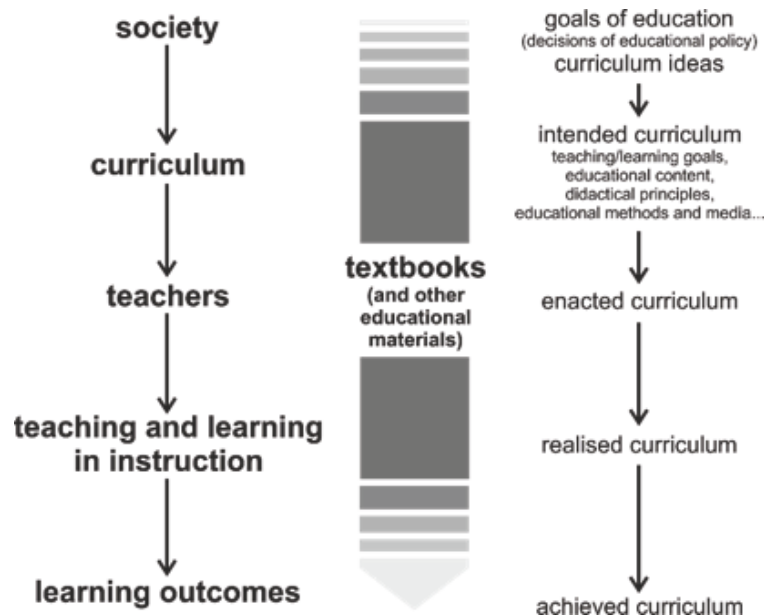 society
curriculum
teachers
teaching and learning
in instruction
learning outcomes
textbooks
(and other
educational
materials)
goals of education
(decisions of educational policy)
curriculum ideas
intended curriculum
teaching/learning goals,
educational content,
didactical principles,
educational methods and media...
enacted curriculum
realised curriculum
achieved curriculum